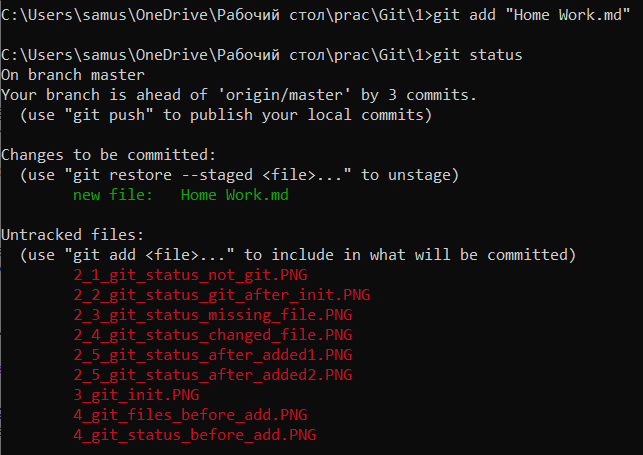 C:\Users\samus\OneDrive\Рабочий стол\prac\Git\1>git add "Home Work.md"
C:\Users\samus\OneDrive\Рабочий стол\prac\Git\1>git status
On branch master
Your branch is ahead of 'origin/master' by 3 commits.
  (use "git push" to publish your local commits)
Changes to be committed:
  (use "git restore --staged <file>..." to unstage)
        new file:   Home Work.md
Untracked files:
  (use "git add <file>..." to include in what will be committed)
        2_1_git_status_not_git.PNG
        2_2_git_status_git_after_init.PNG
        2_3_git_status_missing_file.PNG
        2_4_git_status_changed_file.PNG
        2_5_git_status_after_added1.PNG
        2_5_git_status_after_added2.PNG
        3_git_init.PNG
        4_git_files_before_add.PNG
        4_git_status_before_add.PNG